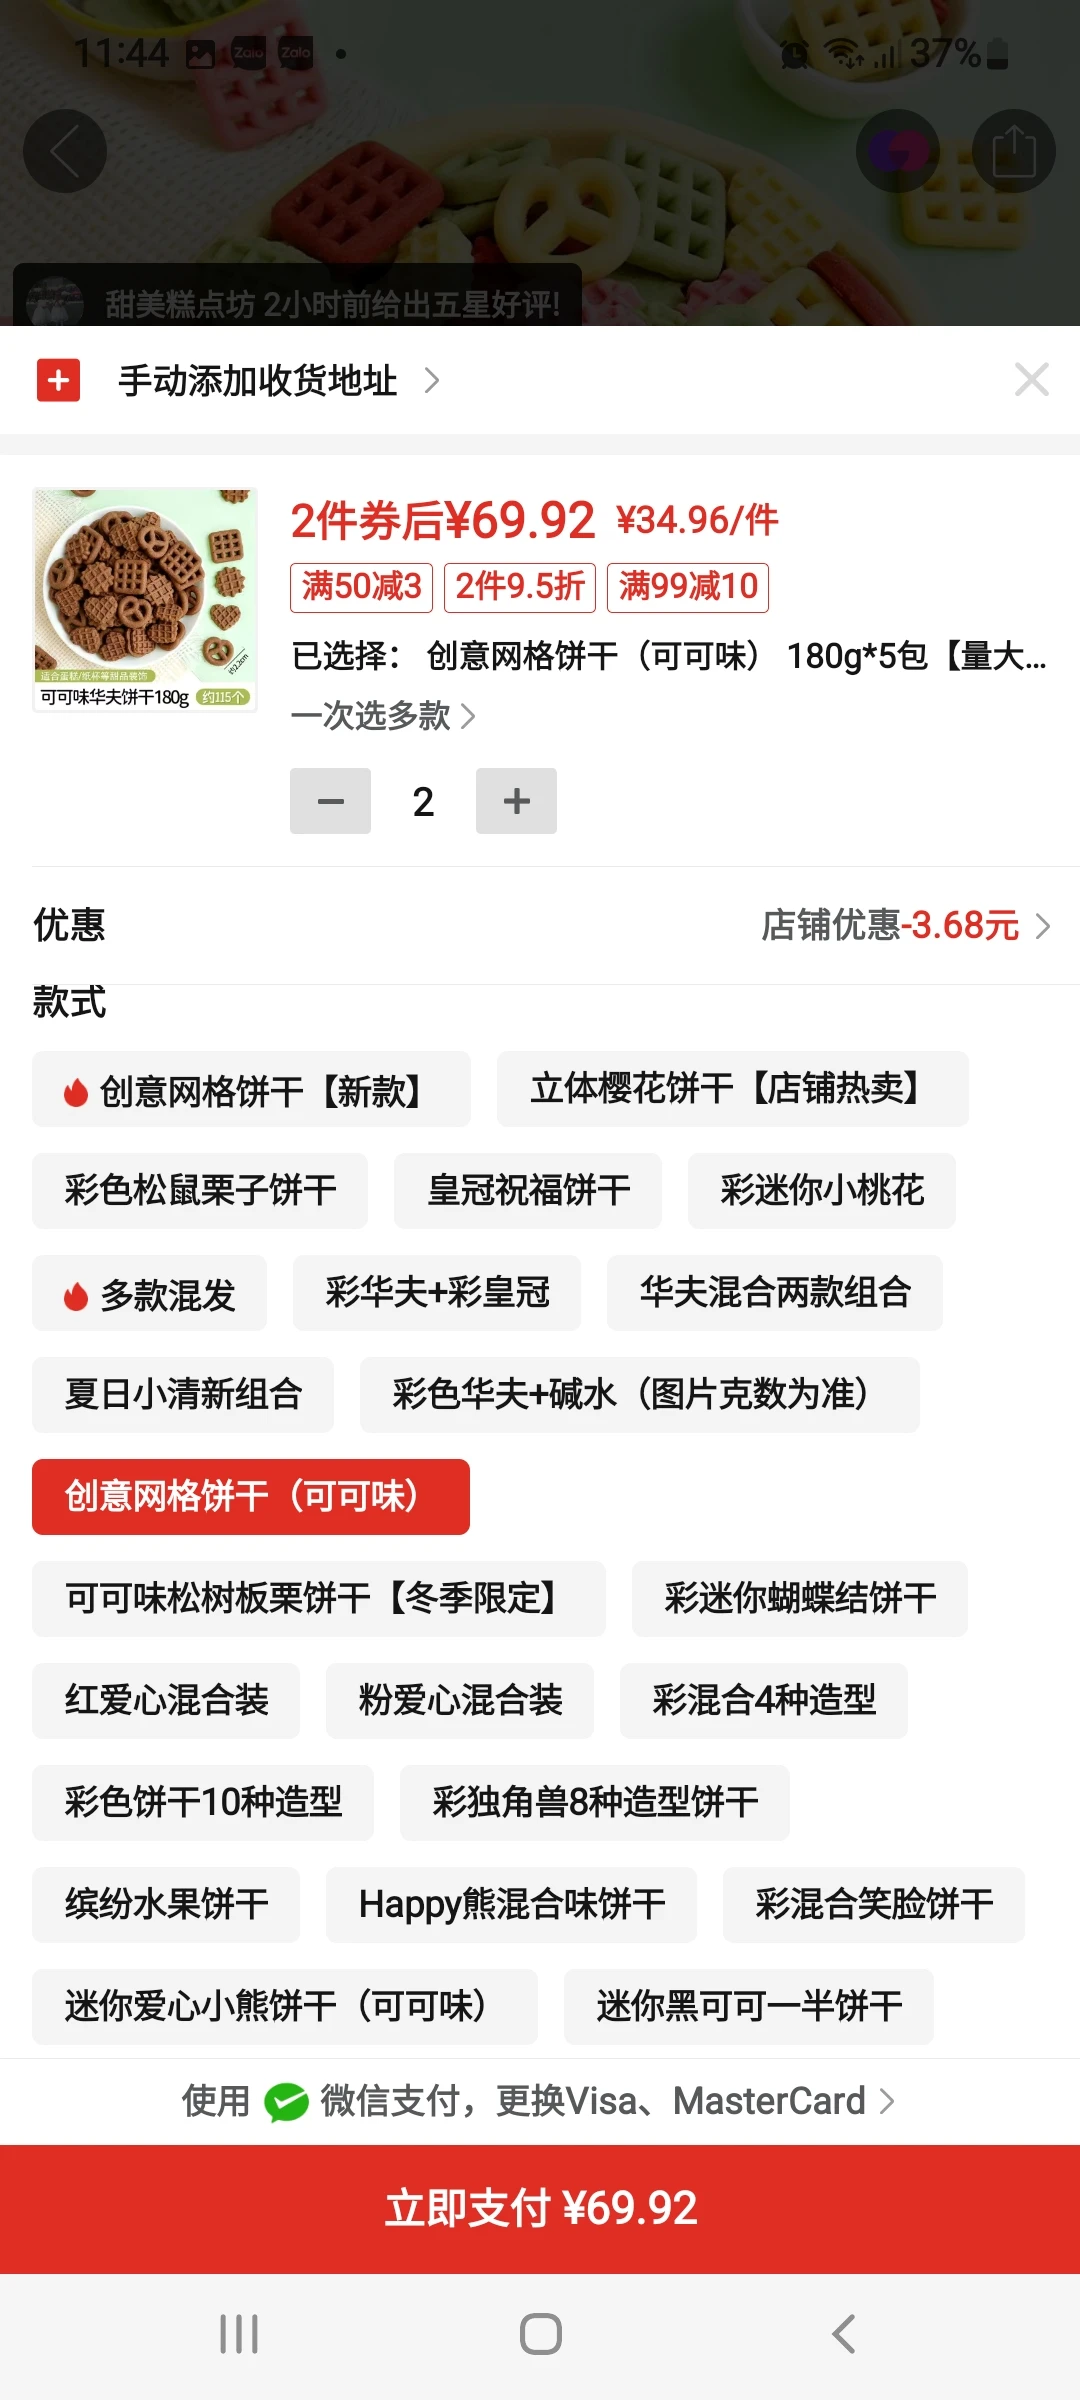 11:44 Zalo Zalo 37%
甜美糕点坊 2小时前给出五星好评!
手动添加收货地址
2件券后¥69.92 ¥34.96/件
满50减3 2件9.5折 满99减10
已选择： 创意网格饼干（可可味） 180g*5包【量大...
约2.2cm
适合蛋糕/纸杯等甜品装饰
可可味华夫饼干180g 约115个
一次选多款
2
优惠 店铺优惠-3.68元
款式
创意网格饼干【新款】 立体樱花饼干【店铺热卖】
彩色松鼠栗子饼干 皇冠祝福饼干 彩迷你小桃花
多款混发 彩华夫+彩皇冠 华夫混合两款组合
夏日小清新组合 彩色华夫+碱水（图片克数为准）
创意网格饼干（可可味）
可可味松树板栗饼干【冬季限定】 彩迷你蝴蝶结饼干
红爱心混合装 粉爱心混合装 彩混合4种造型
彩色饼干10种造型 彩独角兽8种造型饼干
缤纷水果饼干 Happy熊混合味饼干 彩混合笑脸饼干
迷你爱心小熊饼干（可可味） 迷你黑可可一半饼干
使用 微信支付，更换Visa、MasterCard
立即支付 ¥69.92